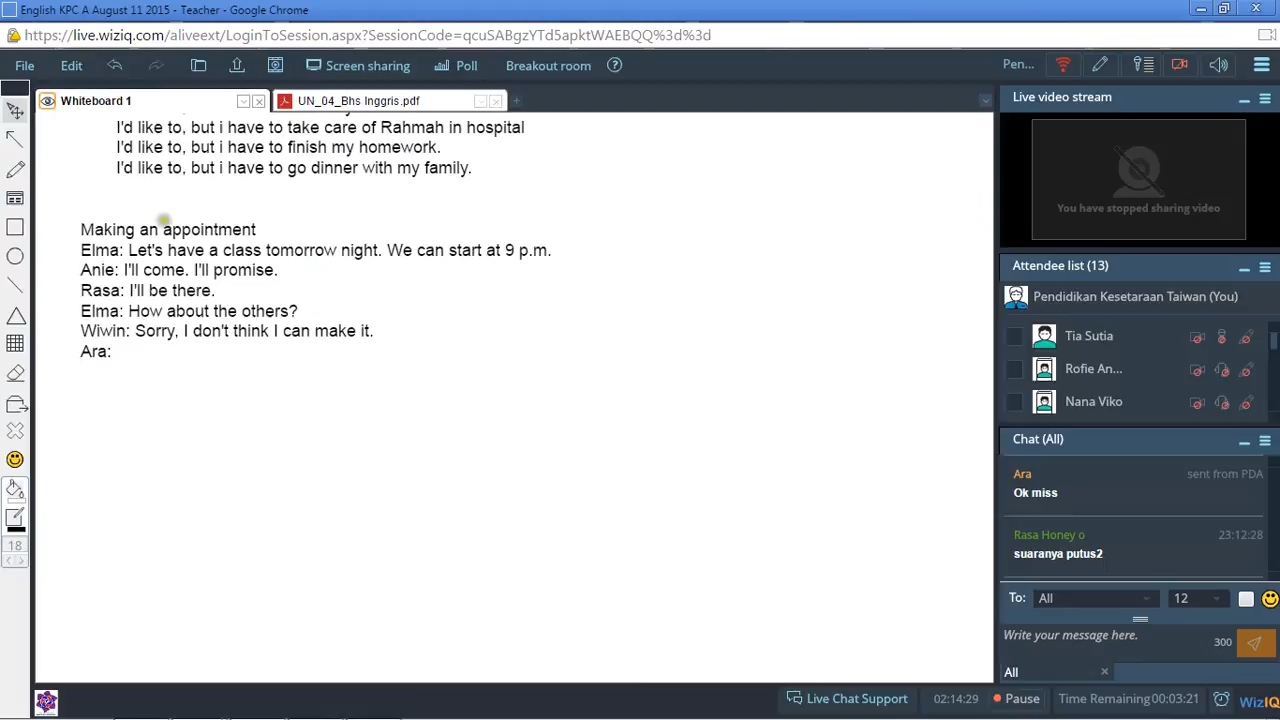 English KPC A August 11 2015 - Teacher - Google Chrome
https://live.wiziq.com/aliveext/LoginToSession.aspx?SessionCode=qcuSABgzYTd5apktWAEBQQ%3d%3d
File Edit Screen sharing Poll Breakout room ? Pen...
Whiteboard 1 UN_04_Bhs Inggris.pdf +
I'd like to, but i have to take care of Rahmah in hospital
I'd like to, but i have to finish my homework.
I'd like to, but i have to go dinner with my family.
Making an appointment
Elma: Let's have a class tomorrow night. We can start at 9 p.m.
Anie: I'll come. I'll promise.
Rasa: I'll be there.
Elma: How about the others?
Wiwin: Sorry, I don't think I can make it.
Ara:
18
Live video stream
You have stopped sharing video
Attendee list (13)
Pendidikan Kesetaraan Taiwan (You)
Tia Sutia
Rofie An...
Nana Viko
Chat (All)
Ara sent from PDA
Ok miss
Rasa Honey o 23:12:28
suaranya putus2
To: All 12
Write your message here. 300
All
Live Chat Support 02:14:29 Pause Time Remaining00:03:21 WizIQ